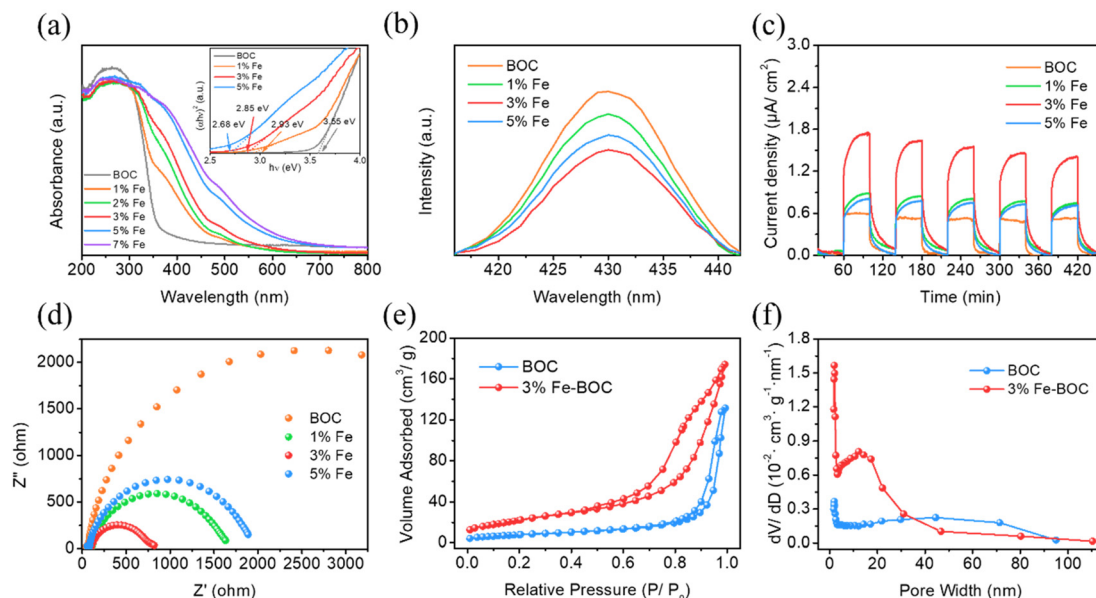 (a)
Absorbance (a.u.)
BOC
1% Fe
2% Fe
3% Fe
5% Fe
7% Fe
200 300 400 500 600 700 800
Wavelength (nm)
(αhν)² (a.u.)
BOC
1% Fe
3% Fe
5% Fe
2.85 eV
2.68 eV
2.93 eV
3.55 eV
2.5 3.0 3.5 4.0
hν (eV)
(b)
Intensity (a.u.)
BOC
1% Fe
3% Fe
5% Fe
420 425 430 435 440
Wavelength (nm)
(c)
Current density (μA/ cm²)
3.0
2.4
1.8
1.2
0.6
0.0
BOC
1% Fe
3% Fe
5% Fe
60 120 180 240 300 360 420
Time (min)
(d)
Z'' (ohm)
2000
1500
1000
500
0
BOC
1% Fe
3% Fe
5% Fe
0 500 1000 1500 2000 2500 3000
Z' (ohm)
(e)
Volume Adsorbed (cm³/ g)
200
160
120
80
40
0
BOC
3% Fe-BOC
0.0 0.2 0.4 0.6 0.8 1.0
Relative Pressure (P/ P₀)
(f)
dV/ dD (10⁻²· cm³· g⁻¹·nm⁻¹)
1.8
1.5
1.2
0.9
0.6
0.3
0.0
BOC
3% Fe-BOC
0 20 40 60 80 100
Pore Width (nm)